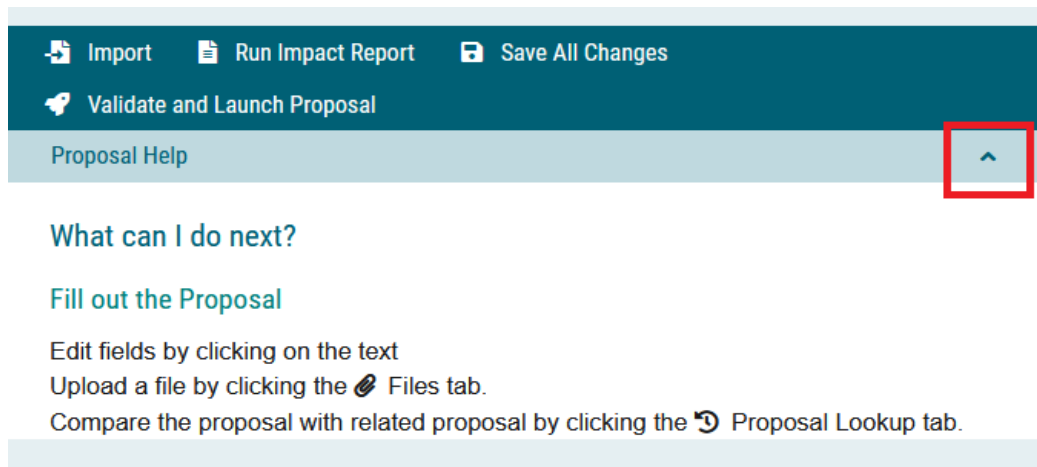 Import Run Impact Report Save All Changes
Validate and Launch Proposal
Proposal Help
What can I do next?
Fill out the Proposal
Edit fields by clicking on the text
Upload a file by clicking the Files tab.
Compare the proposal with related proposal by clicking the Proposal Lookup tab.